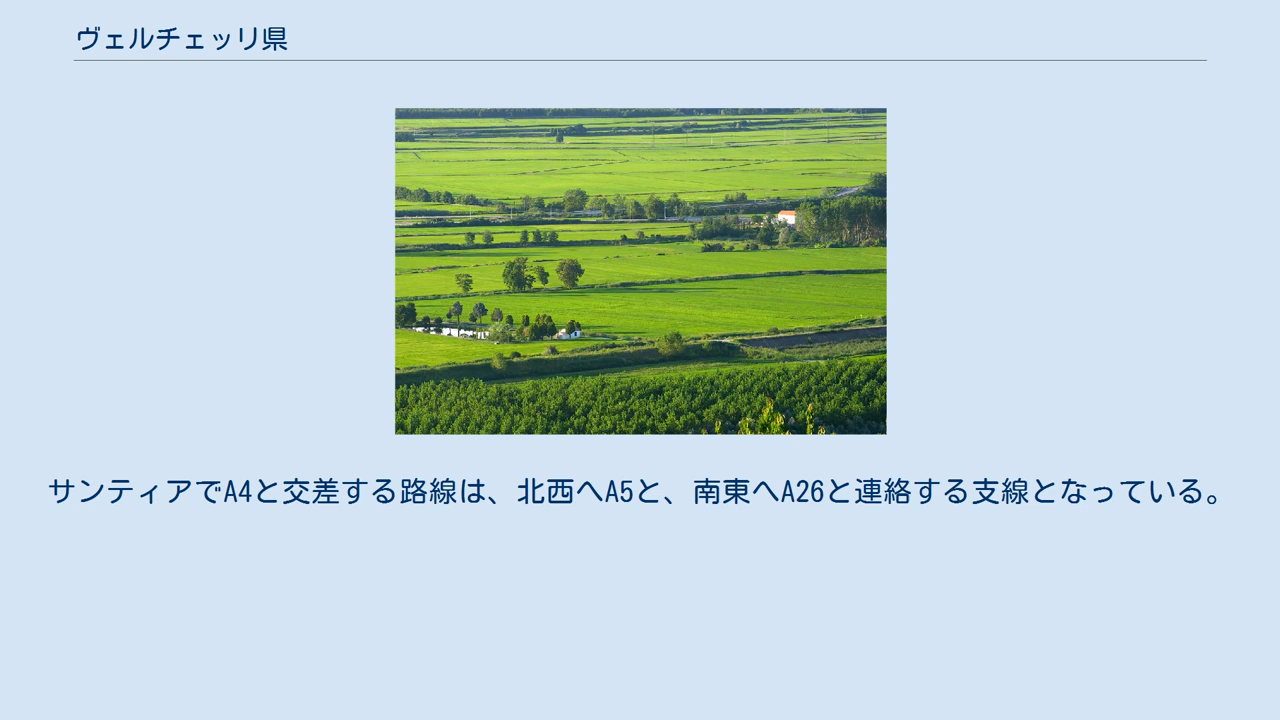 ヴェルチェッリ県
サンティアでA4と交差する路線は、北西へA5と、南東へA26と連絡する支線となっている。